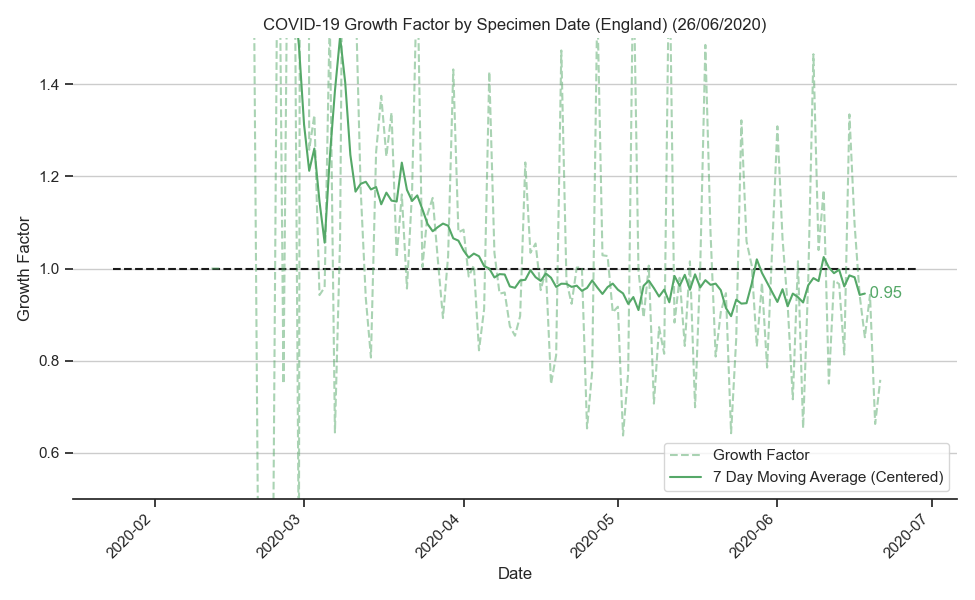 COVID-19 Growth Factor by Specimen Date (England) (26/06/2020)
1.4
1.2
1.0
0.8
0.6
Growth Factor
0.95
Growth Factor
7 Day Moving Average (Centered)
2020-02
2020-03
2020-04
2020-05
2020-06
2020-07
Date